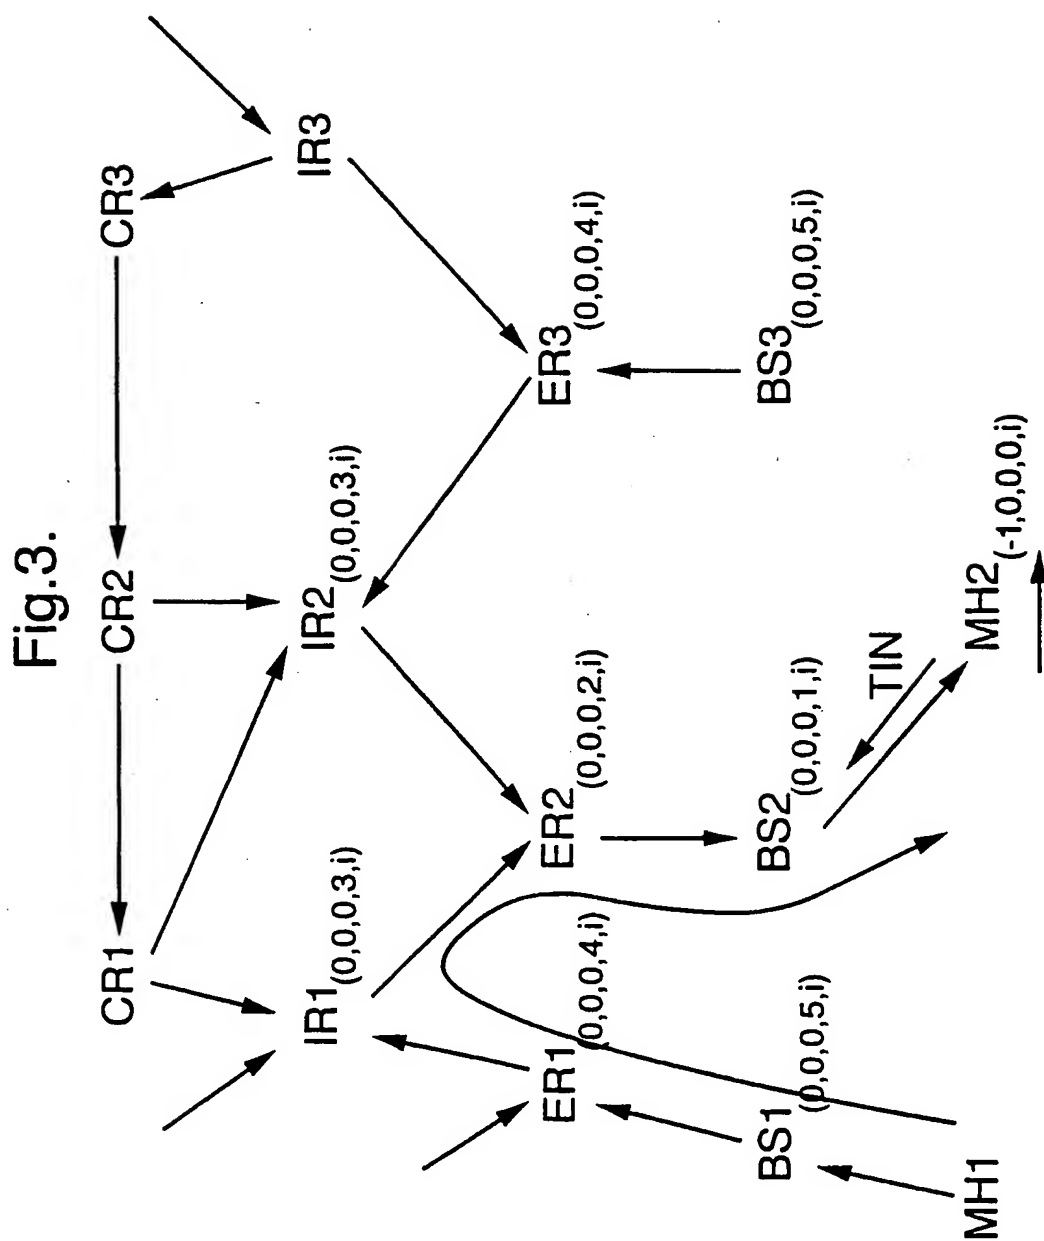 Fig.3.
CR1
CR2
CR3
IR1(0,0,0,3,i)
IR2(0,0,0,3,i)
IR3
ER1(0,0,0,4,i)
ER2(0,0,0,2,i)
ER3(0,0,0,4,i)
BS1(0,0,0,5,i)
BS2(0,0,0,1,i)
BS3(0,0,0,5,i)
TIN
MH1
MH2(-1,0,0,i)